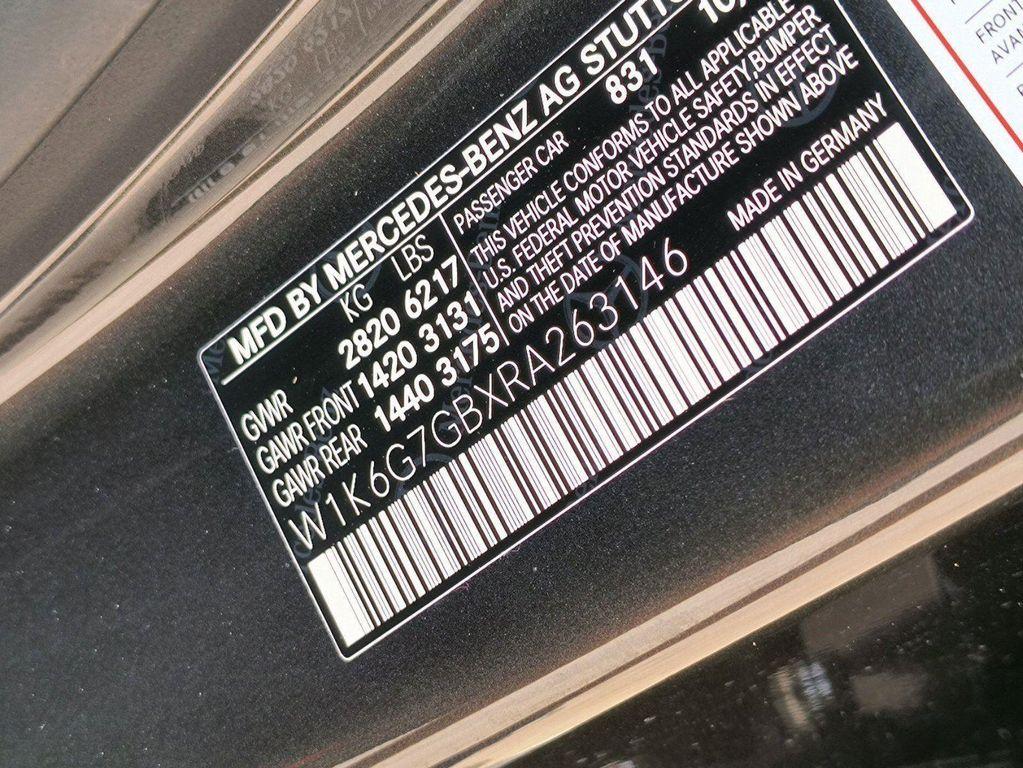 MFD BY MERCEDES-BENZ AG
KG LBS
GVWR 2820 6217
GAWR FRONT 1420 3131
GAWR REAR 1440 3175
831
PASSENGER CAR
THIS VEHICLE CONFORMS TO ALL APPLICABLE
U.S. FEDERAL MOTOR VEHICLE SAFETY, BUMPER
AND THEFT PREVENTION STANDARDS IN EFFECT
ON THE DATE OF MANUFACTURE SHOWN ABOVE
W1K6G7GBXRA263146
MADE IN GERMANY
FRONT